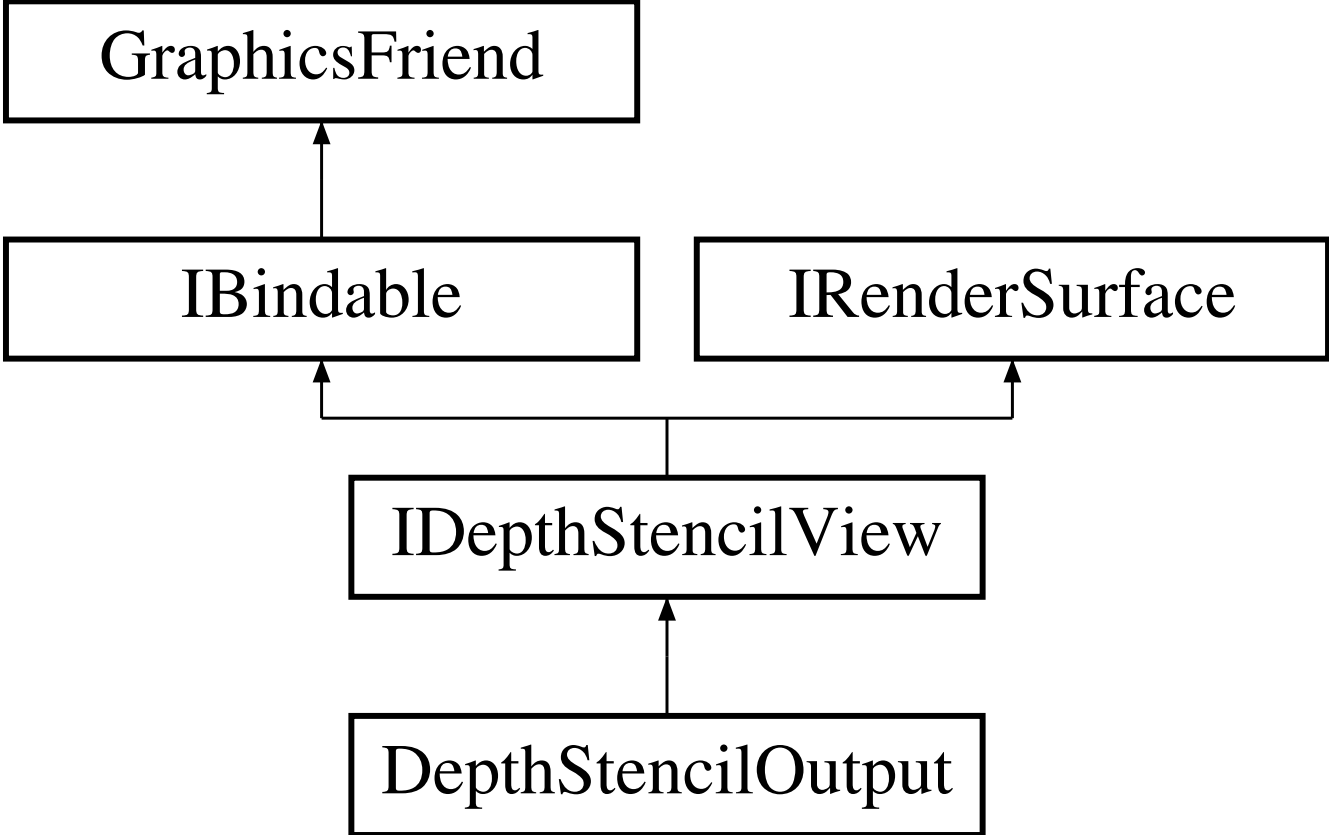 GraphicsFriend
IBindable
IRenderSurface
IDepthStencilView
DepthStencilOutput